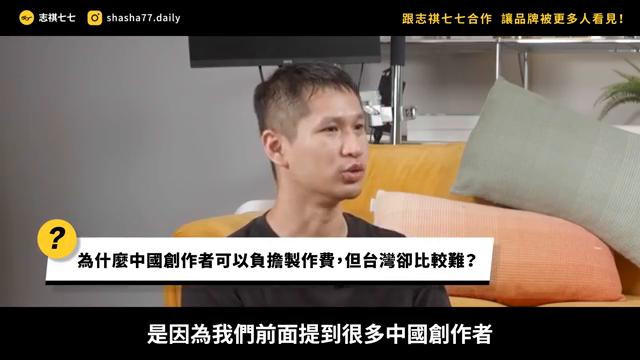 志祺七七
shasha77.daily
跟志祺七七合作 讓品牌被更多人看見！
?
為什麼中國創作者可以負擔製作費，但台灣卻比較難？
是因為我們前面提到很多中國創作者